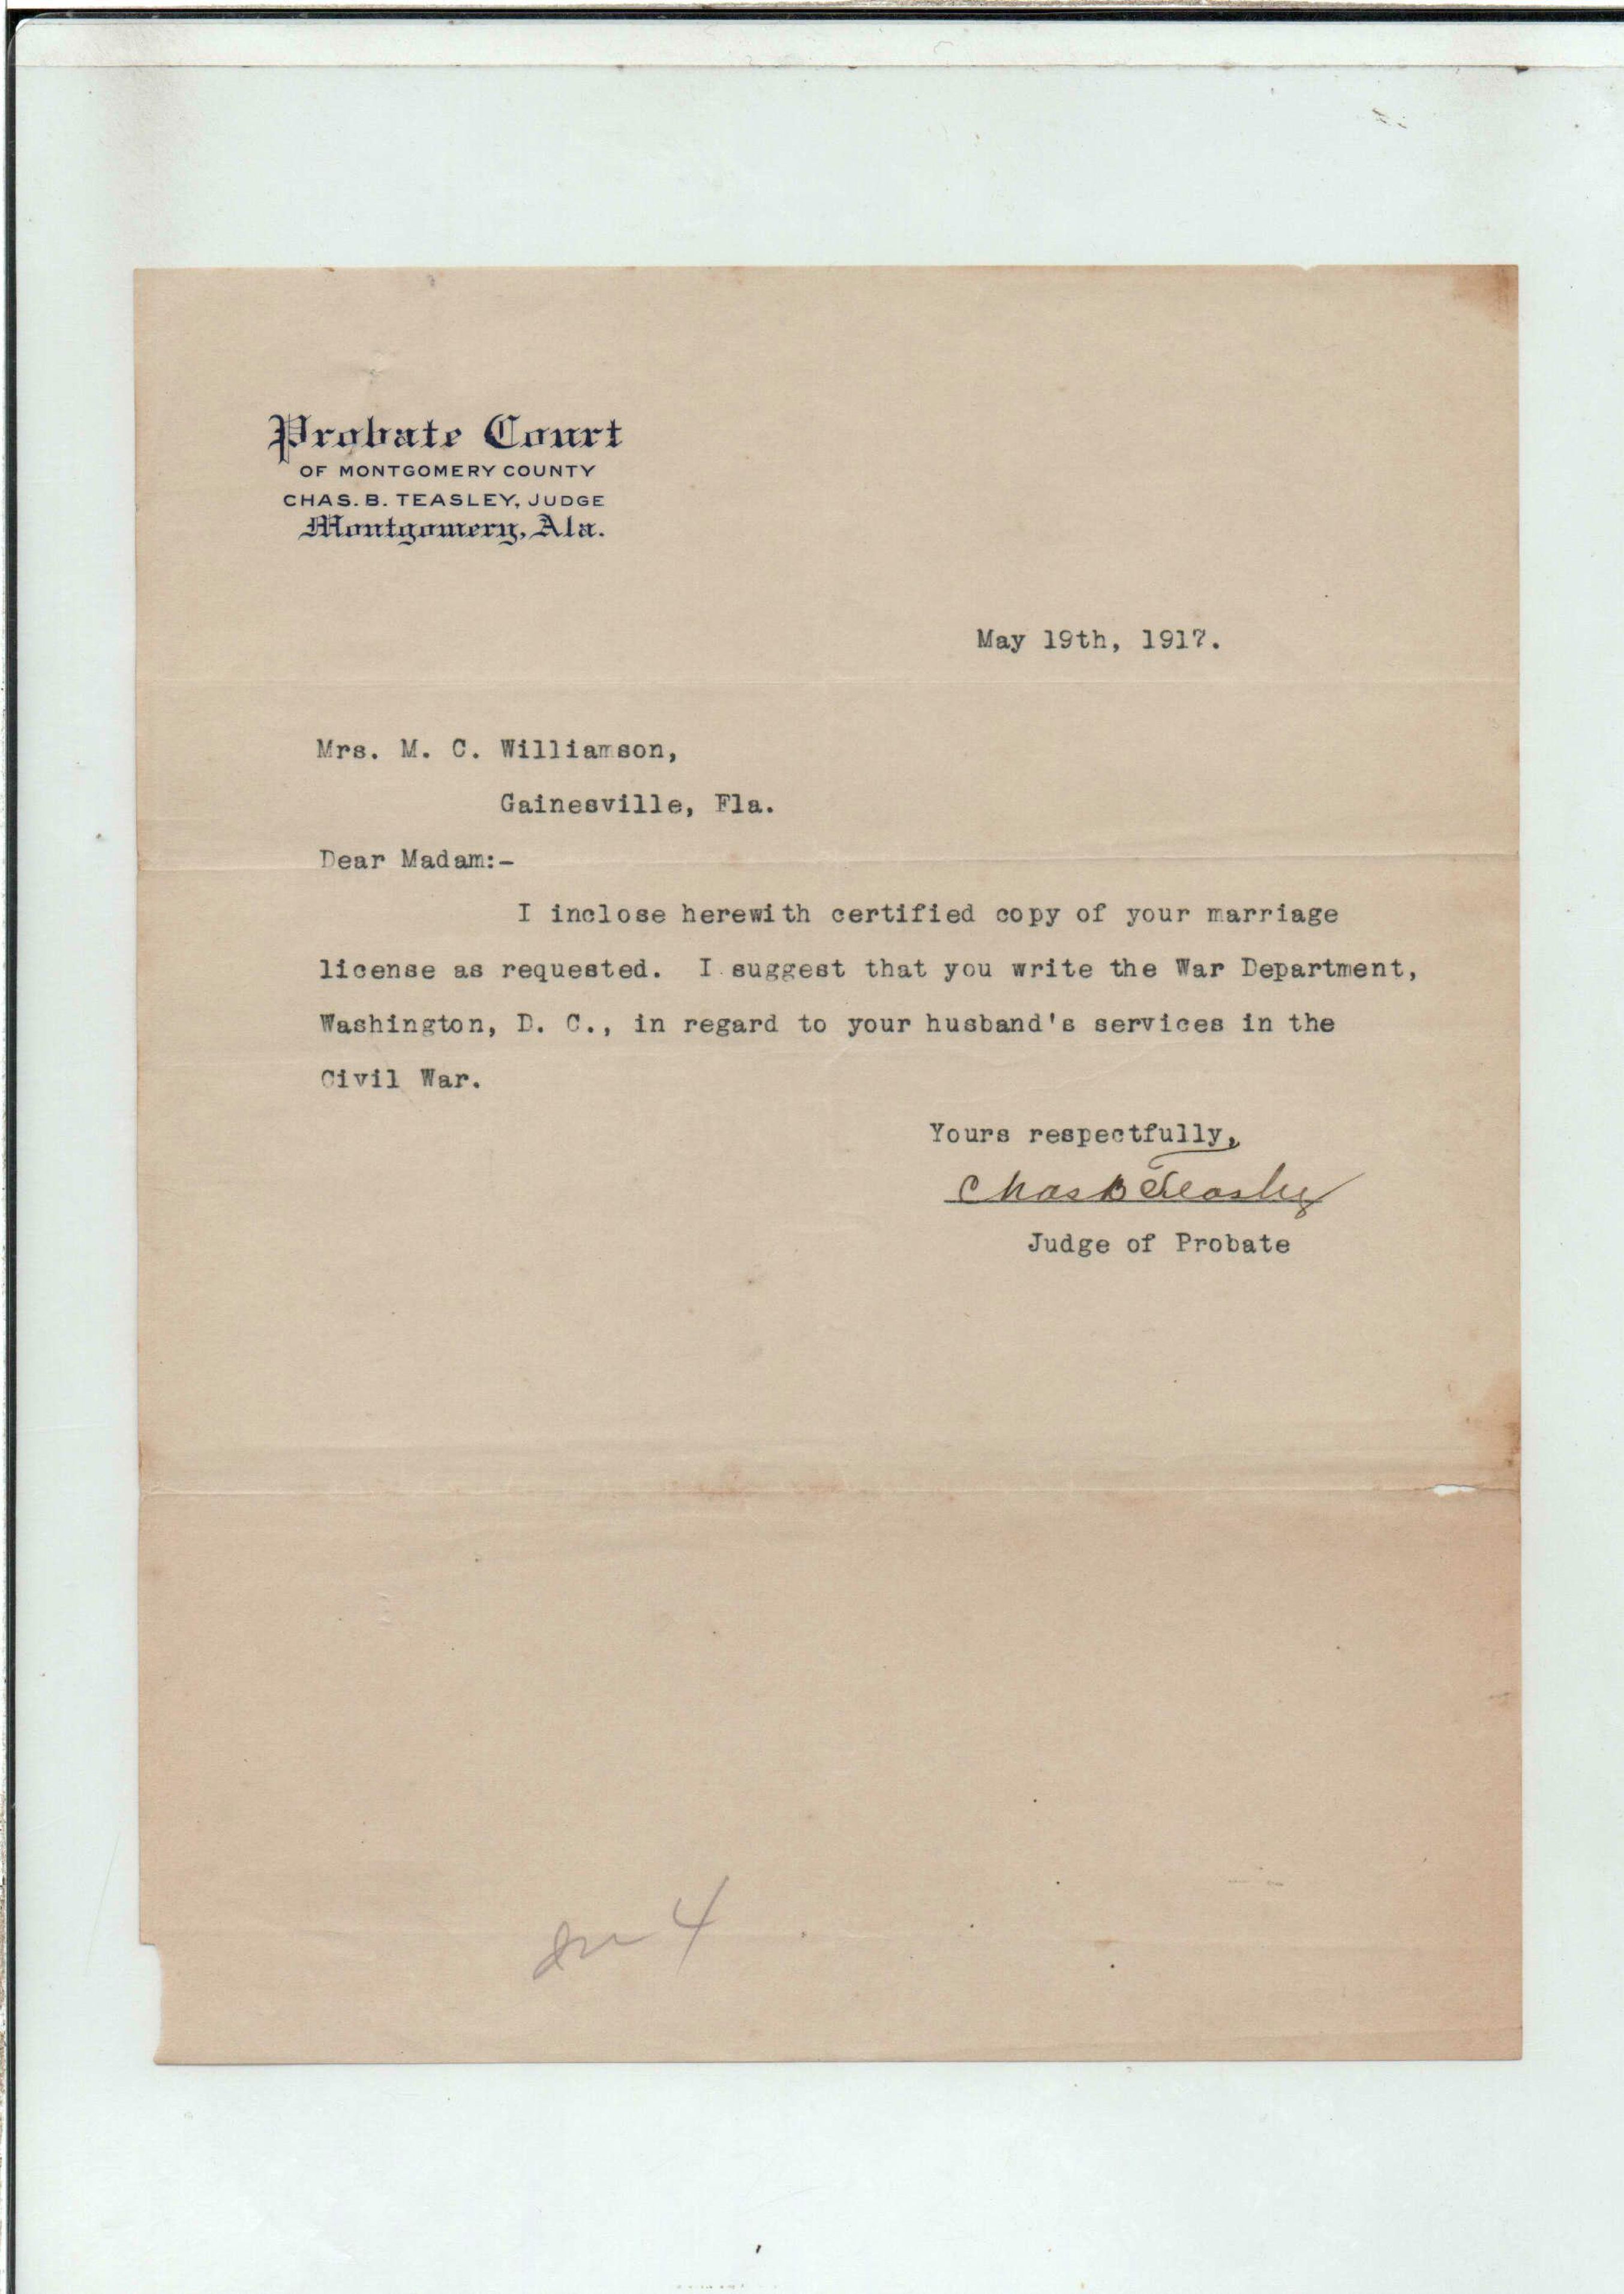 Probate Court
OF MONTGOMERY COUNTY
CHAS. B. TEASLEY, JUDGE
Montgomery, Ala.
May 19th, 1917.
Mrs. M. C. Williamson,
Gainesville, Fla.
Dear Madam:-
I inclose herewith certified copy of your marriage
license as requested. I suggest that you write the War Department,
Washington, D. C., in regard to your husband's services in the
Civil War.
Yours respectfully,
Chas B Teasley
Judge of Probate
4